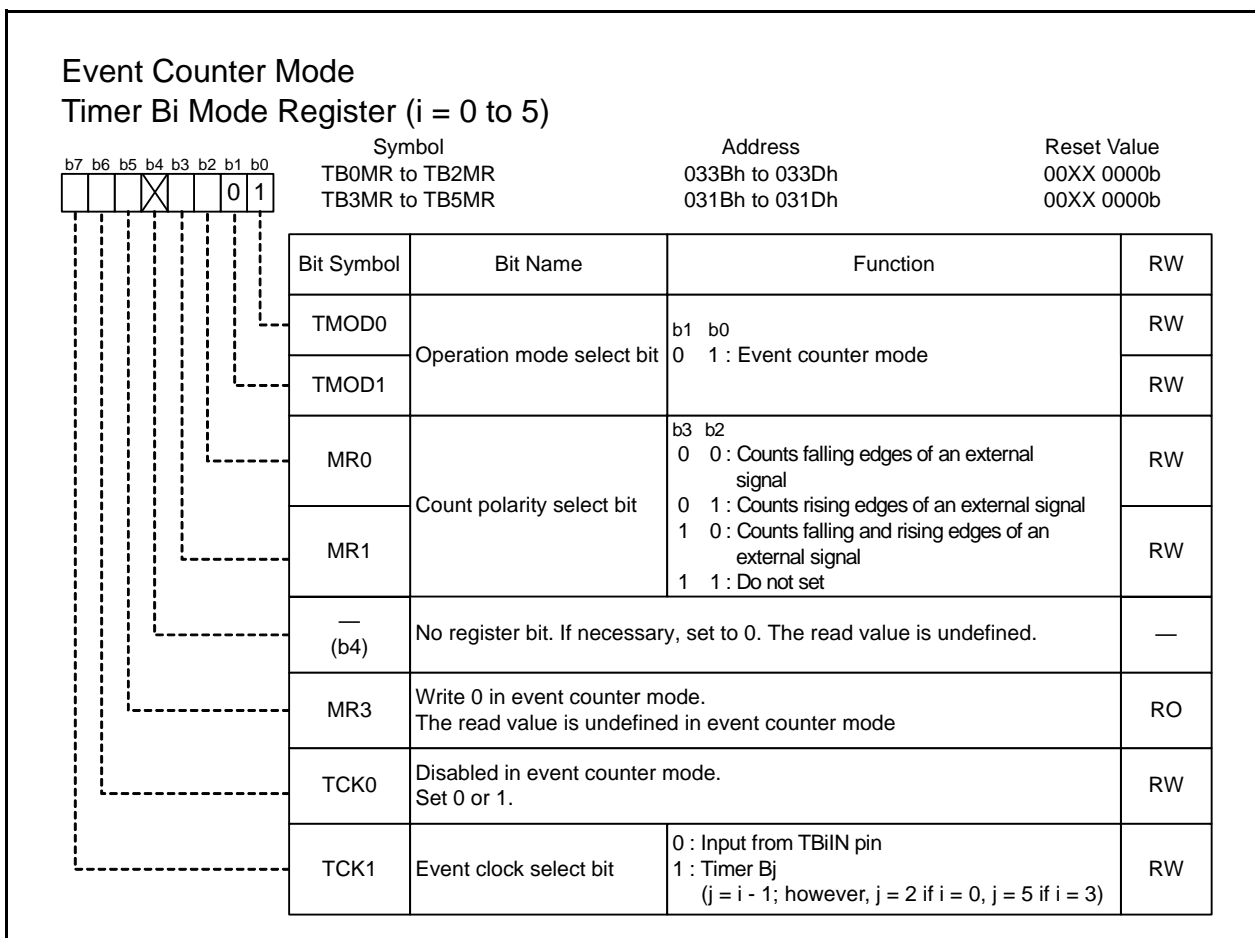 Event Counter Mode
Timer Bi Mode Register (i = 0 to 5)
Symbol Address Reset Value
b7 b6 b5 b4 b3 b2 b1 b0
TB0MR to TB2MR 033Bh to 033Dh 00XX 0000b
0 1
TB3MR to TB5MR 031Bh to 031Dh 00XX 0000b
Bit Symbol Bit Name Function RW
TMOD0 RW
Operation mode select bit
b1 b0
0 1 : Event counter mode
TMOD1 RW
MR0 RW
Count polarity select bit
b3 b2
0 0 : Counts falling edges of an external
signal
0 1 : Counts rising edges of an external signal
1 0 : Counts falling and rising edges of an
external signal
1 1 : Do not set
MR1 RW
—
(b4)
No register bit. If necessary, set to 0. The read value is undefined. —
MR3
Write 0 in event counter mode.
The read value is undefined in event counter mode
RO
TCK0
Disabled in event counter mode.
Set 0 or 1.
RW
TCK1 Event clock select bit
0 : Input from TBiIN pin
1 : Timer Bj
(j = i - 1; however, j = 2 if i = 0, j = 5 if i = 3)
RW